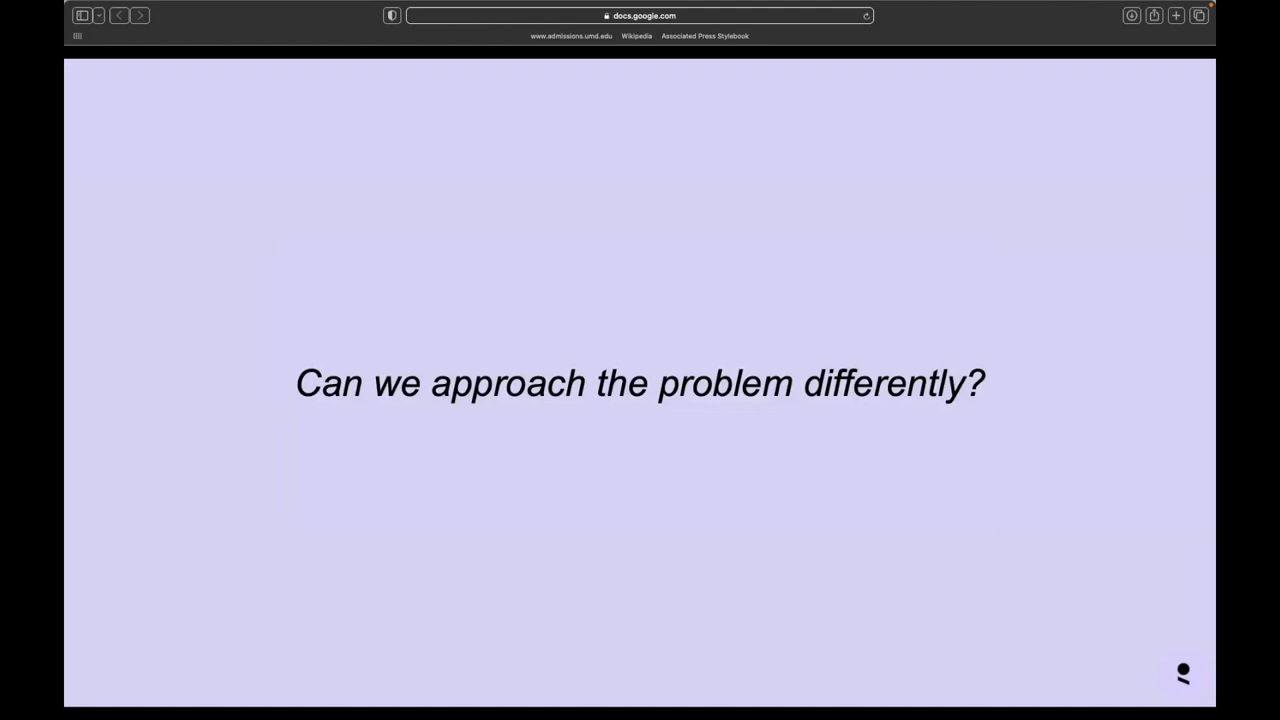 docs.google.com
www.admissions.umd.edu Wikipedia Associated Press Stylebook
Can we approach the problem differently?